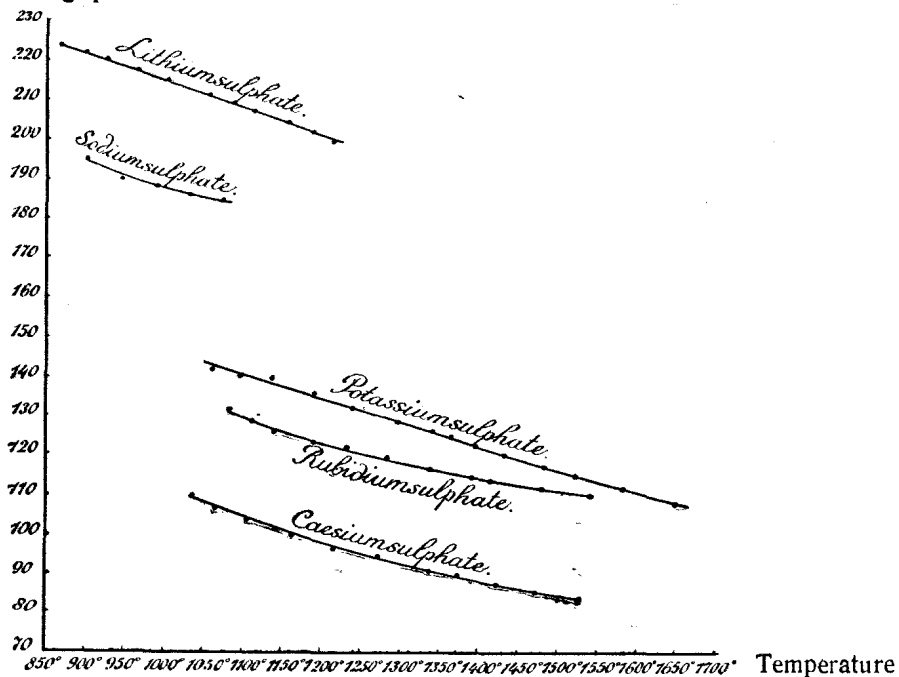 230
220
210
200
190
180
170
160
150
140
130
120
110
100
90
80
70
Lithiumsulphate.
Sodiumsulphate.
Potassiumsulphate.
Rubidiumsulphate.
Caesiumsulphate.
850° 900° 950° 1000° 1050° 1100° 1150° 1200° 1250° 1300° 1350° 1400° 1450° 1500° 1550° 1600° 1650° 1700° Temperature